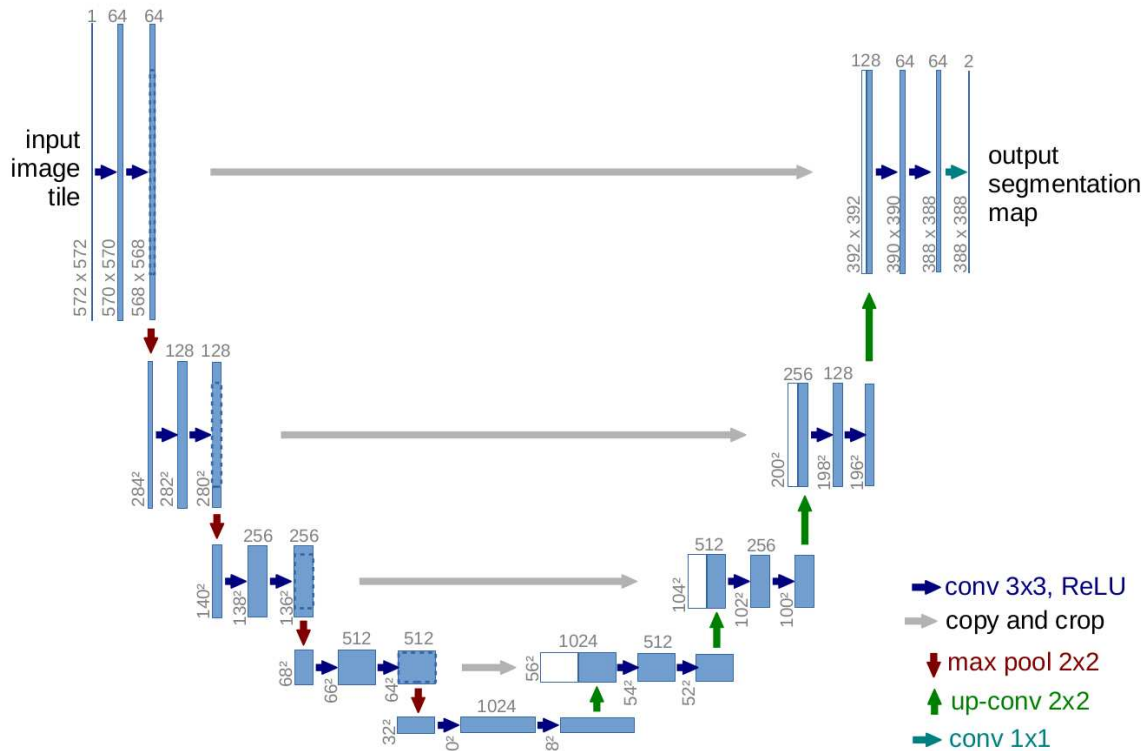 1 64 64
128 64 64 2
input
image
tile
output
segmentation
map
572 x 572
570 x 570
568 x 568
392 x 392
390 x 390
388 x 388
388 x 388
128 128
256 128
284²
282²
280²
200²
198²
196²
256 256
512 256
140²
138²
136²
104²
102²
100²
512 512
1024 512
68²
66²
64²
56²
54²
52²
1024
32²
0²
8²
conv 3x3, ReLU
copy and crop
max pool 2x2
up-conv 2x2
conv 1x1